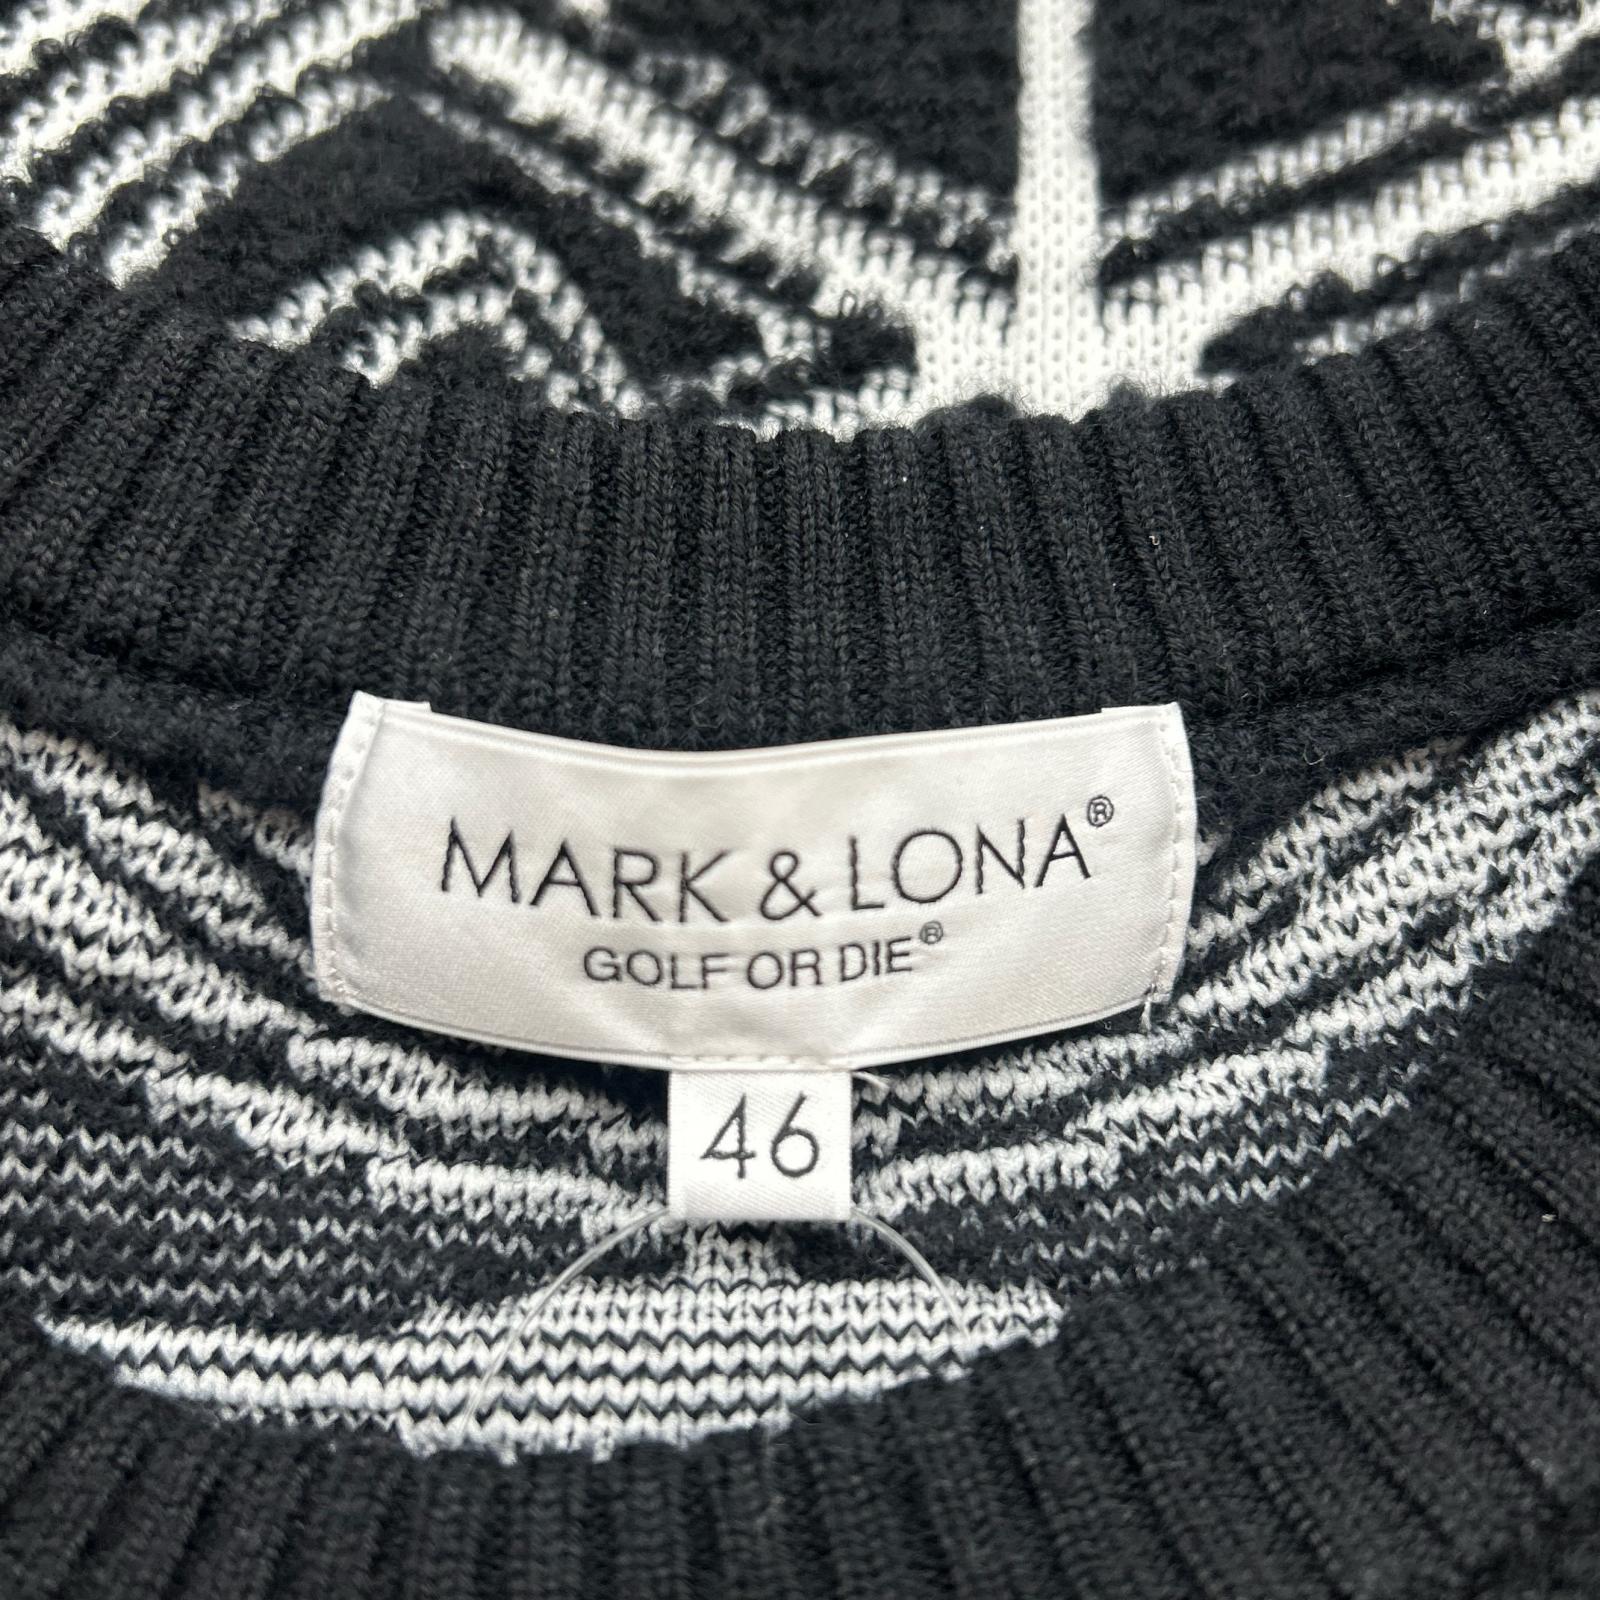 MARK & LONA®
GOLF OR DIE®
46